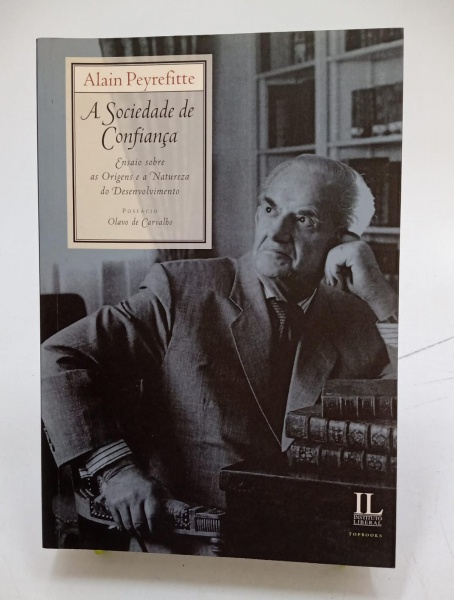 Alain Peyrefitte
A Sociedade de
Confiança
Ensaio sobre
as Origens e a Natureza
do Desenvolvimento
Posfácio
Olavo de Carvalho
IL
INSTITUTO
LIBERAL
TOPBOOKS